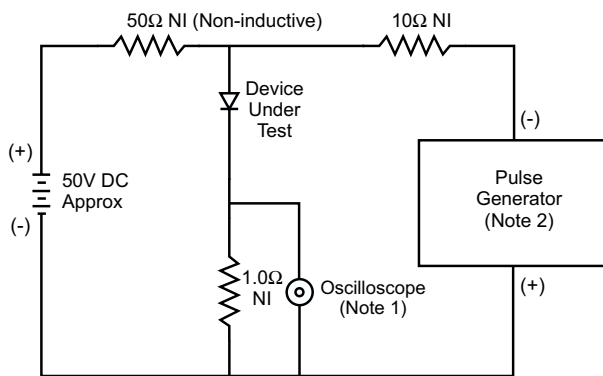 50Ω NI (Non-inductive)
10Ω NI
Device
Under
Test
(-)
(+)
50V DC
Approx
(-)
Pulse
Generator
(Note 2)
1.0Ω
NI
Oscilloscope
(Note 1)
(+)